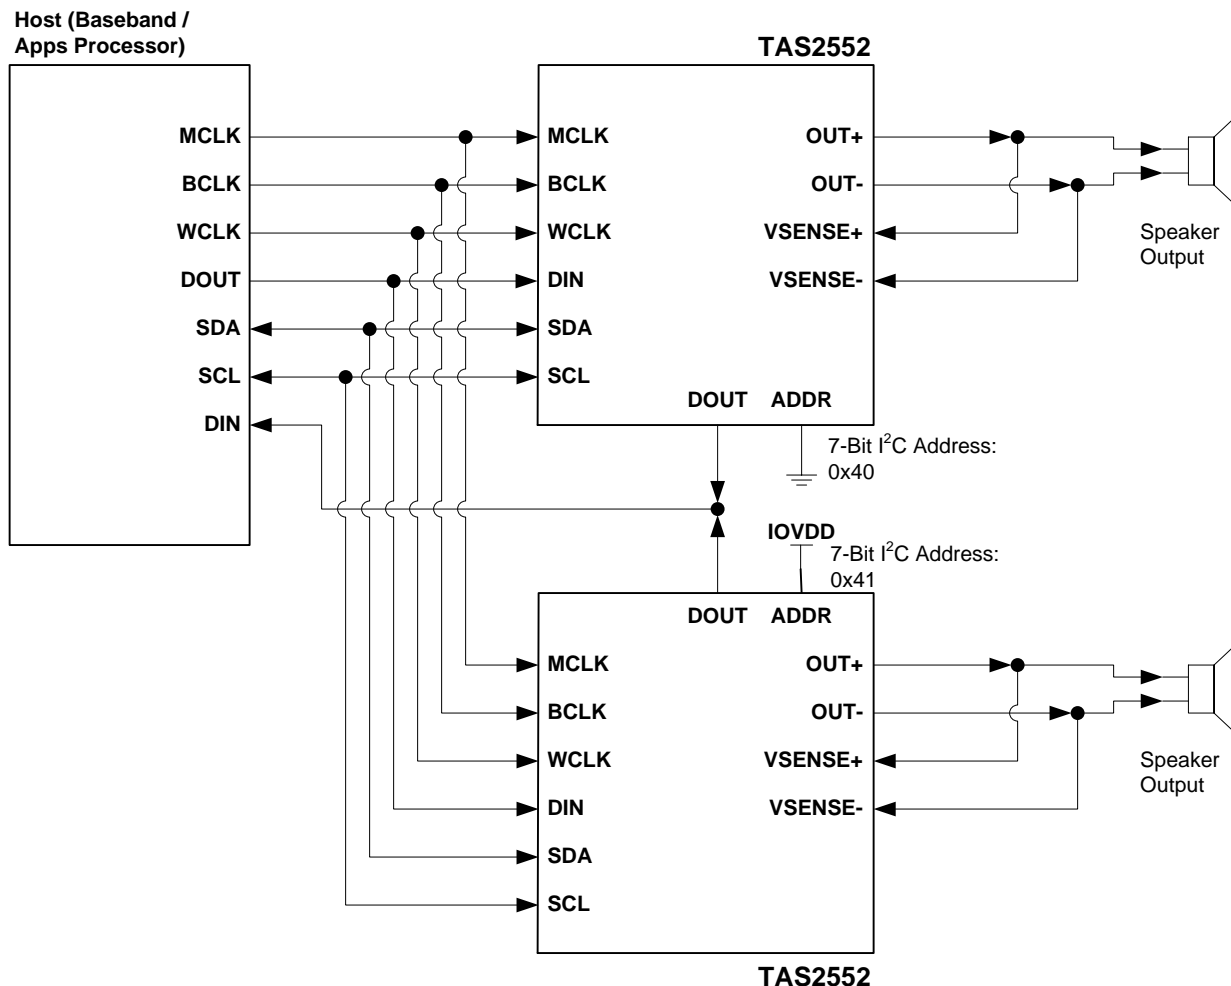 Host (Baseband /
Apps Processor)
MCLK
BCLK
WCLK
DOUT
SDA
SCL
DIN
TAS2552
MCLK
BCLK
WCLK
DIN
SDA
SCL
OUT+
OUT-
VSENSE+
VSENSE-
DOUT ADDR
Speaker
Output
7-Bit I²C Address:
0x40
IOVDD
7-Bit I²C Address:
0x41
DOUT ADDR
MCLK
BCLK
WCLK
DIN
SDA
SCL
OUT+
OUT-
VSENSE+
VSENSE-
Speaker
Output
TAS2552